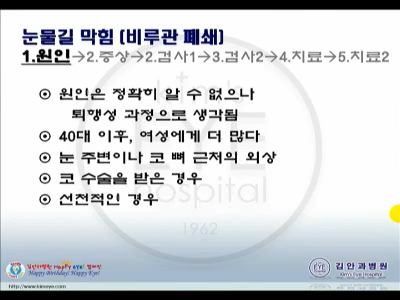 눈물길 막힘 (비루관 폐쇄)
1.원인→2.증상→2.검사1→3.검사2→4.치료→5.치료2
⊙ 원인은 정확히 알 수 없으나
퇴행성 과정으로 생각됨
⊙ 40대 이후, 여성에게 더 많다
⊙ 눈 주변이나 코 뼈 근처의 외상
⊙ 코 수술을 받은 경우
⊙ 선천적인 경우
EYE
hospital
1962
Happy Birthday! Happy Eye!
김안과병원
Kim's Eye Hospital
http://www.kimeye.com